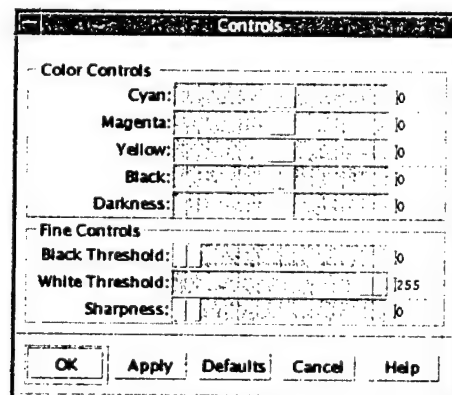 Controls
Color Controls
Cyan: 0
Magenta: 0
Yellow: 0
Black: 0
Darkness: 0
Fine Controls
Black Threshold: 0
White Threshold: 255
Sharpness: 0
OK Apply Defaults Cancel Help